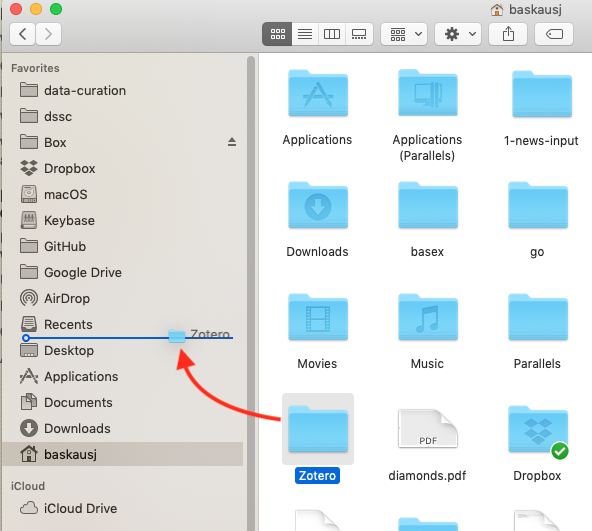 baskausj
Favorites
data-curation
dssc
Box
Dropbox
macOS
Keybase
GitHub
Google Drive
AirDrop
Recents
Zotero
Desktop
Applications
Documents
Downloads
baskausj
iCloud
iCloud Drive
Applications
Applications
(Parallels)
1-news-input
Downloads
basex
go
Movies
Music
Parallels
PDF
Zotero
diamonds.pdf
Dropbox